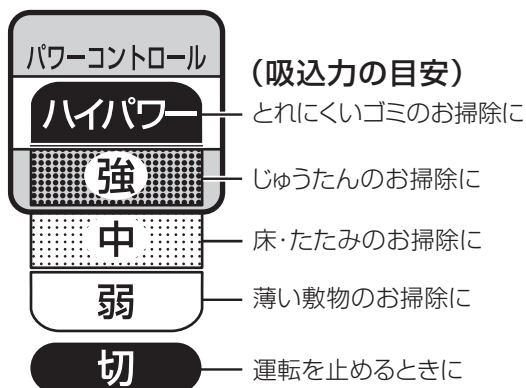 パワーコントロール
(吸込力の目安)
ハイパワー とれにくいゴミのお掃除に
強 じゅうたんのお掃除に
中 床・たたみのお掃除に
弱 薄い敷物のお掃除に
切 運転を止めるときに